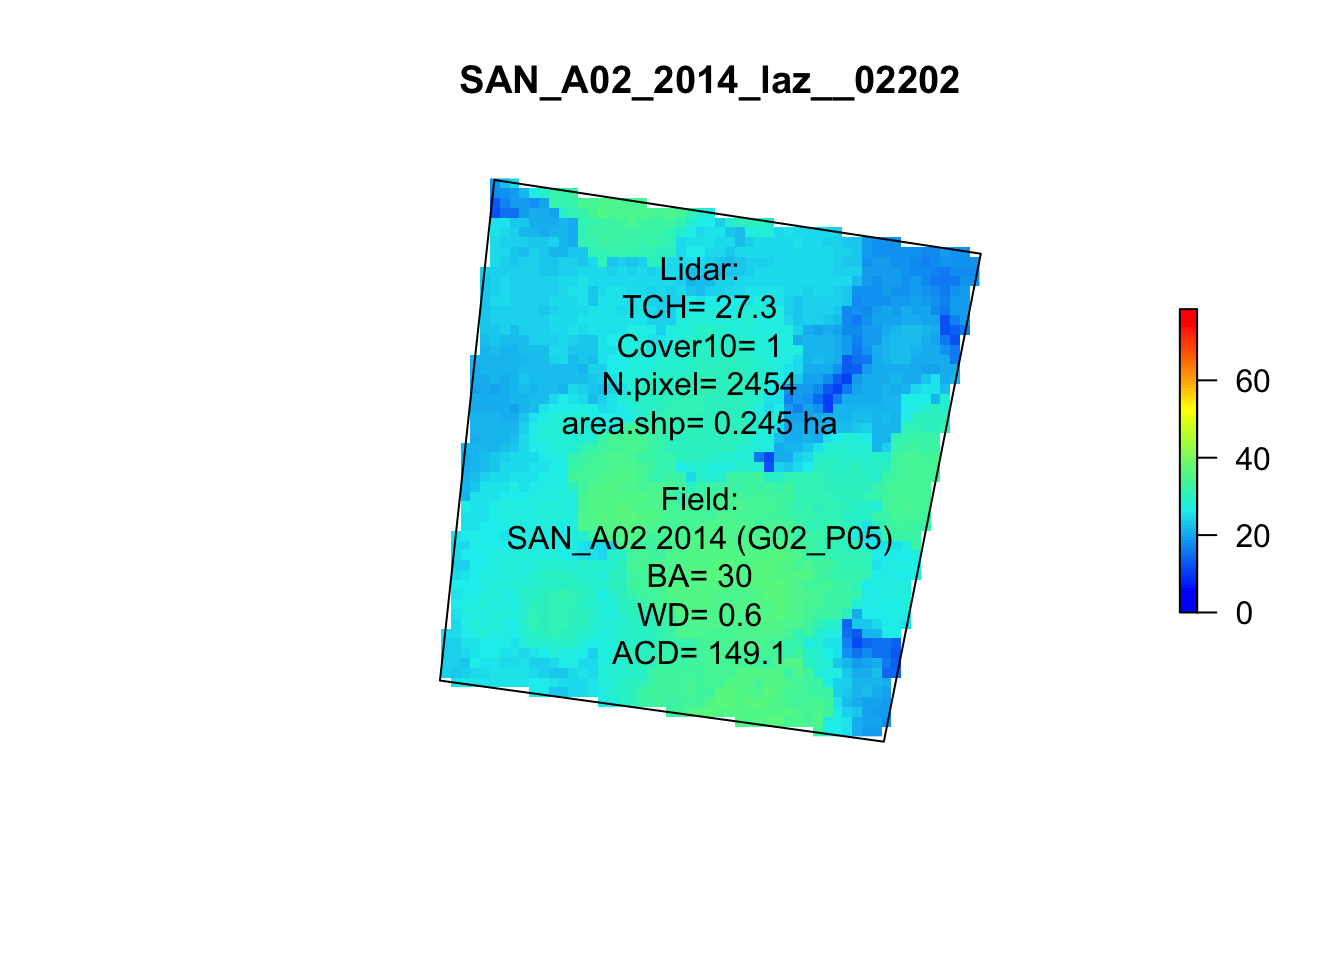 SAN_A02_2014_laz__02202
Lidar:
TCH= 27.3
Cover10= 1
N.pixel= 2454
area.shp= 0.245 ha
Field:
SAN_A02 2014 (G02_P05)
BA= 30
WD= 0.6
ACD= 149.1
60
40
20
0